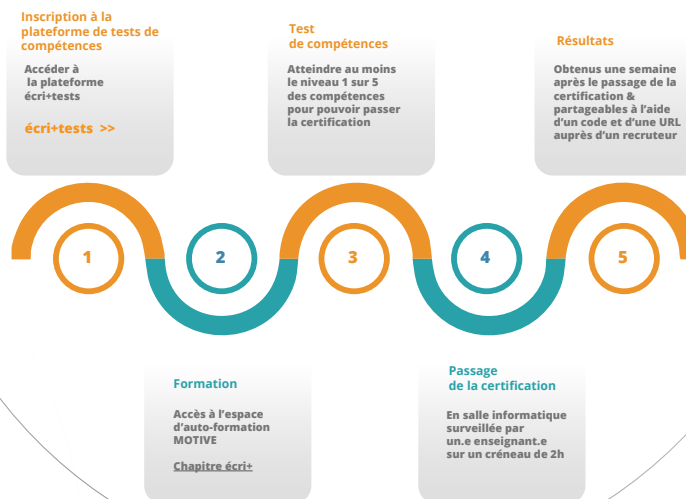 Inscription à la
plateforme de tests de
compétences
Accéder à
la plateforme
écri+tests
écri+tests >>
Test
de compétences
Atteindre au moins
le niveau 1 sur 5
des compétences
pour pouvoir passer
la certification
Résultats
Obtenus une semaine
après le passage de la
certification &
partageables à l'aide
d'un code et d'une URL
auprès d'un recruteur
1
2
3
4
5
Formation
Accès à l'espace
d'auto-formation
MOTIVE
Chapitre écri+
Passage
de la certification
En salle informatique
surveillée par
un.e enseignant.e
sur un créneau de 2h